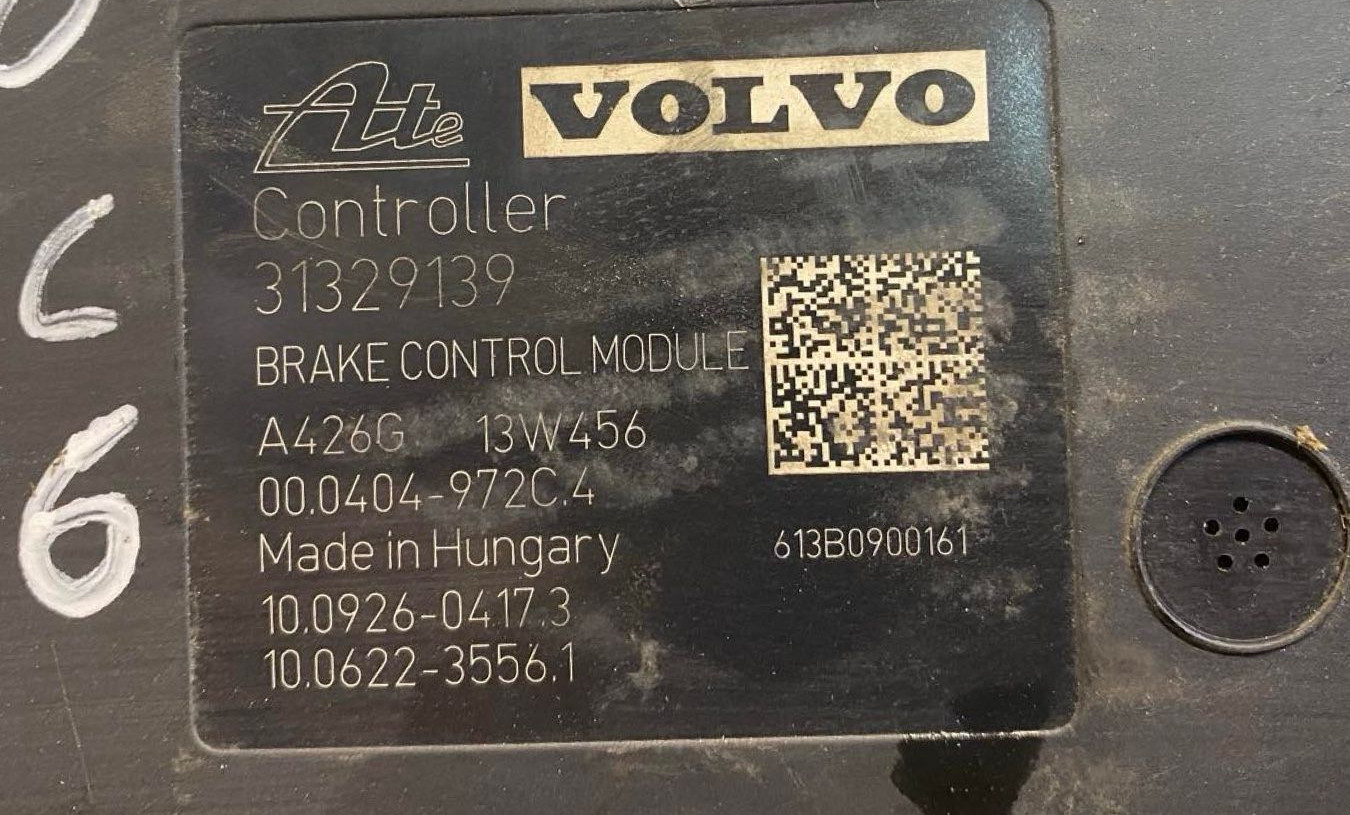 Ate VOLVO
Controller
31329139
BRAKE CONTROL MODULE
A426G 13W456
00.0404-972C.4
Made in Hungary
613B0900161
10.0926-0417.3
10.0622-3556.1
6